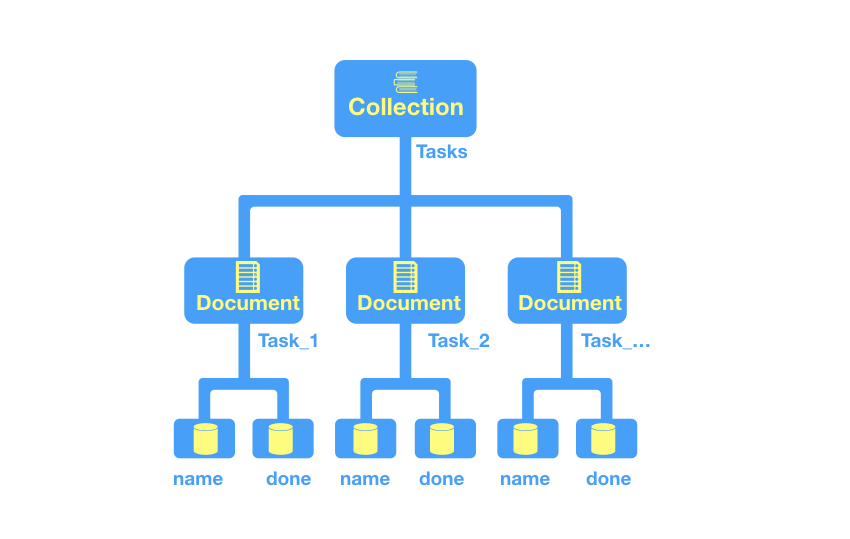 Collection
Tasks
Document Document Document
Task_1 Task_2 Task_...
name done name done name done